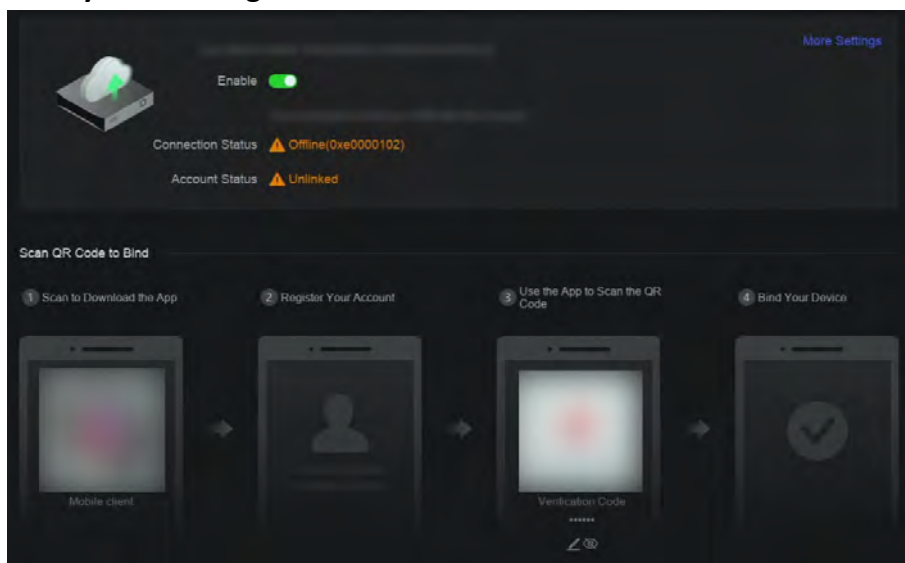 More Settings
Enable
Connection Status Offline(0xe0000102)
Account Status Unlinked
Scan QR Code to Bind
1 Scan to Download the App
2 Register Your Account
3 Use the App to Scan the QR
Code
4 Bind Your Device
Mobile client
Verification Code
••••••